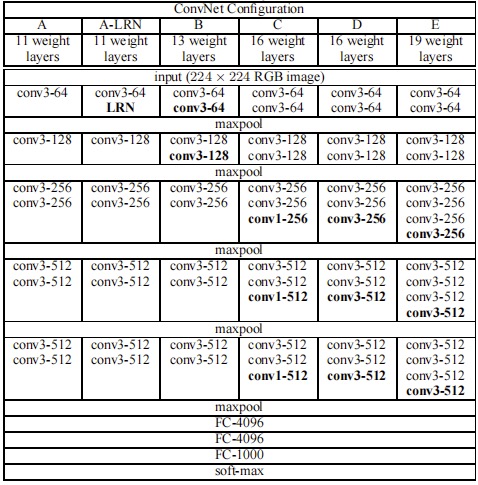 ConvNet Configuration
A A-LRN B C D E
11 weight 11 weight 13 weight 16 weight 16 weight 19 weight
layers layers layers layers layers layers
input (224 × 224 RGB image)
conv3-64 conv3-64 conv3-64 conv3-64 conv3-64 conv3-64
LRN conv3-64 conv3-64 conv3-64 conv3-64
maxpool
conv3-128 conv3-128 conv3-128 conv3-128 conv3-128 conv3-128
conv3-128 conv3-128 conv3-128 conv3-128
maxpool
conv3-256 conv3-256 conv3-256 conv3-256 conv3-256 conv3-256
conv3-256 conv3-256 conv3-256 conv3-256 conv3-256 conv3-256
conv1-256 conv3-256 conv3-256
conv3-256
maxpool
conv3-512 conv3-512 conv3-512 conv3-512 conv3-512 conv3-512
conv3-512 conv3-512 conv3-512 conv3-512 conv3-512 conv3-512
conv1-512 conv3-512 conv3-512
conv3-512
maxpool
conv3-512 conv3-512 conv3-512 conv3-512 conv3-512 conv3-512
conv3-512 conv3-512 conv3-512 conv3-512 conv3-512 conv3-512
conv1-512 conv3-512 conv3-512
conv3-512
maxpool
FC-4096
FC-4096
FC-1000
soft-max